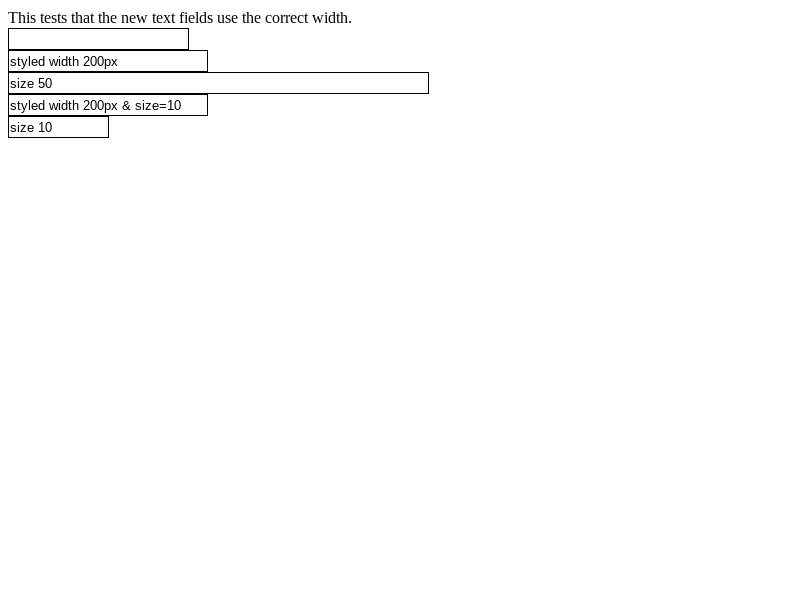 This tests that the new text fields use the correct width.
styled width 200px
size 50
styled width 200px & size=10
size 10